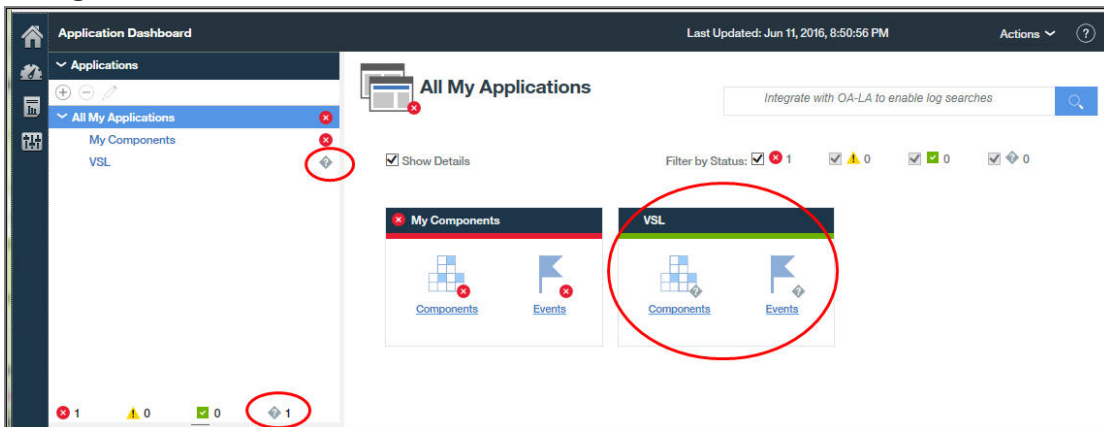 Application Dashboard
Last Updated: Jun 11, 2016, 8:50:56 PM
Actions
?
Applications
All My Applications
My Components
VSL
1
0
0
1
All My Applications
Integrate with OA-LA to enable log searches
Show Details
Filter by Status:
1
0
0
0
My Components
Components
Events
VSL
Components
Events